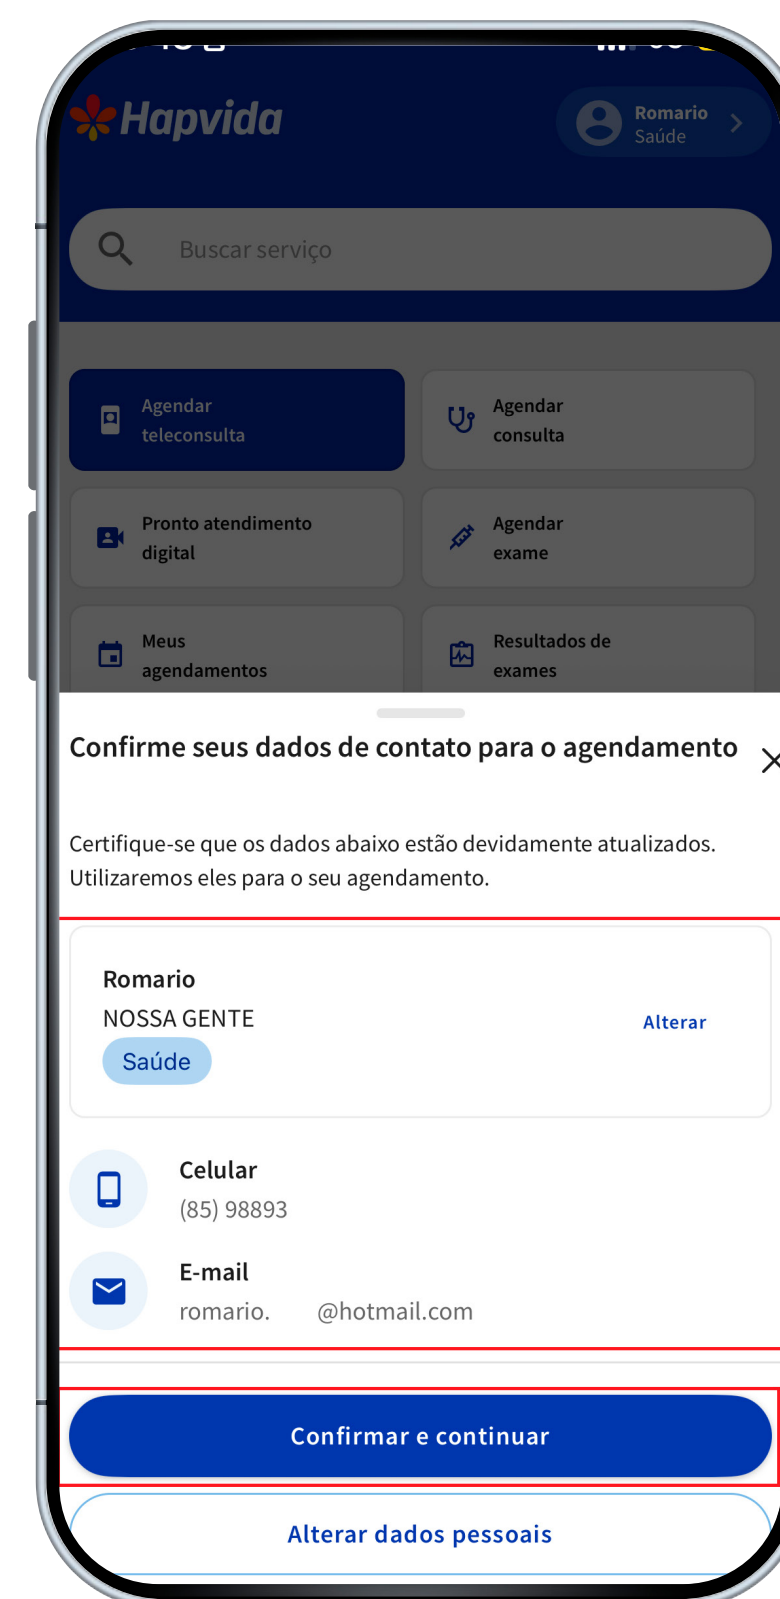 Hapvida
Romario
Saúde
Buscar serviço
Agendar
teleconsulta
Agendar
consulta
Pronto atendimento
digital
Agendar
exame
Meus
agendamentos
Resultados de
exames
Confirme seus dados de contato para o agendamento
Certifique-se que os dados abaixo estão devidamente atualizados.
Utilizaremos eles para o seu agendamento.
Romario
NOSSA GENTE
Alterar
Saúde
Celular
(85) 98893
E-mail
romario. @hotmail.com
Confirmar e continuar
Alterar dados pessoais